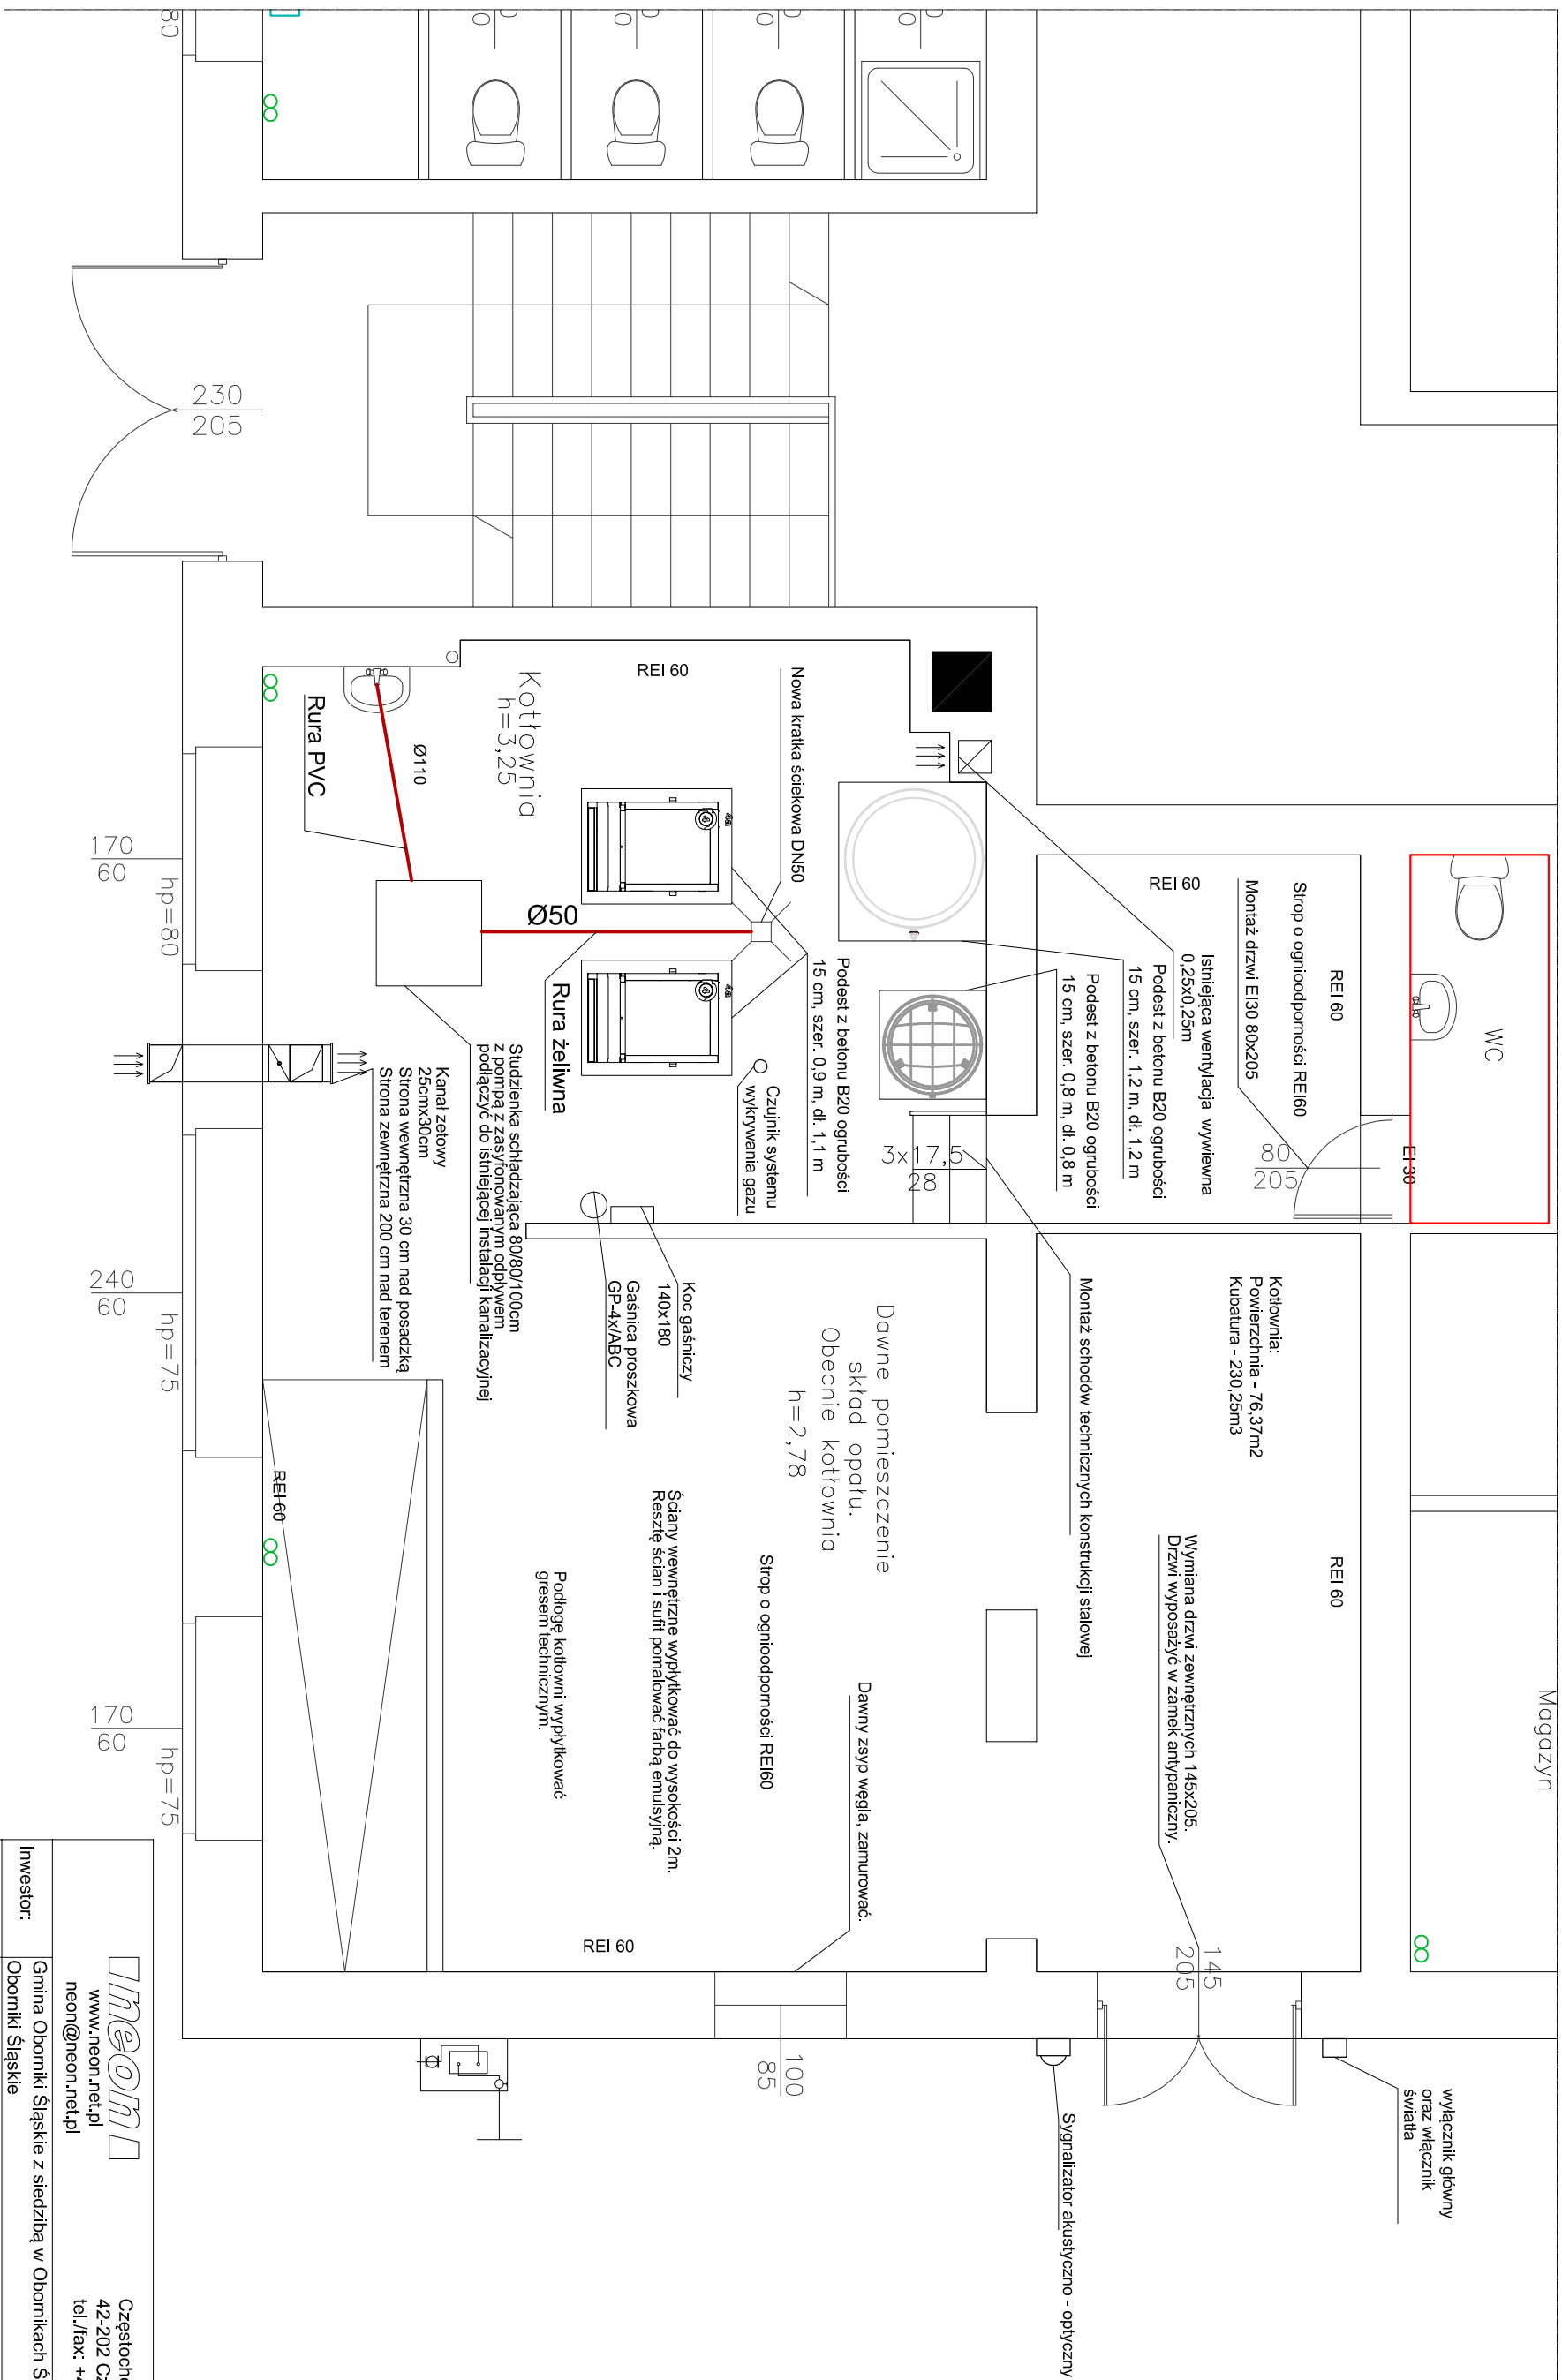 Magazyn
WC
EI 30
REI 60
REI 60
Strop o ognioodporności REI60
80
205
Montaż drzwi EI30 80x205
REI 60
Istniejąca wentylacja wywiewna
0,25x0,25m
Podest z betonu B20 ogrubości
15 cm, szer. 1,2 m, dł. 1,2 m
Podest z betonu B20 ogrubości
15 cm, szer. 0,8 m, dł. 0,8 m
Kotłownia:
Powierzchnia - 76,37m2
Kubatura - 230,25m3
Wymiana drzwi zewnętrznych 145x205.
Drzwi wyposażyć w zamek antypaniczny.
145
205
wyłącznik główny
oraz włącznik
światła
Sygnalizator akustyczno - optyczny
Montaż schodów technicznych konstrukcji stalowej
3x17,5
28
Nowa kratka ściekowa DN50
Podest z betonu B20 ogrubości
15 cm, szer. 0,9 m, dł. 1,1 m
Czujnik systemu
wykrywania gazu
REI 60
Kotłownia
h=3,25
Ø50
Rura żeliwna
Ø110
Rura PVC
Dawne pomieszczenie
skład opału.
Obecnie kotłownia
h=2,78
Dawny zsyp węgla, zamurować.
Strop o ognioodporności REI60
100
85
Koc gaśniczy
140x180
Gaśnica proszkowa
GP-4x/ABC
Ściany wewnętrzne wypłytkować do wysokości 2m.
Resztę ścian i sufit pomalować farbą emulsyjną.
Podłogę kotłowni wypłytkować
gresem technicznym.
REI 60
Studzienka schładzająca 80/80/100cm
z pompą z zasyfonowanym odpływem
podłączyć do istniejącej instalacji kanalizacyjnej
Kanał zetowy
25cmx30cm
Strona wewnętrzna 30 cm nad posadzką
Strona zewnętrzna 200 cm nad terenem
REI 60
230
205
80
hp=80
170
60
hp=75
240
60
hp=75
170
60
neon
www.neon.net.pl
neon@neon.net.pl
42-202
tel./fax:
Inwestor:
Gmina Oborniki Śląskie z siedzibą w Obornikach
Oborniki Śląskie